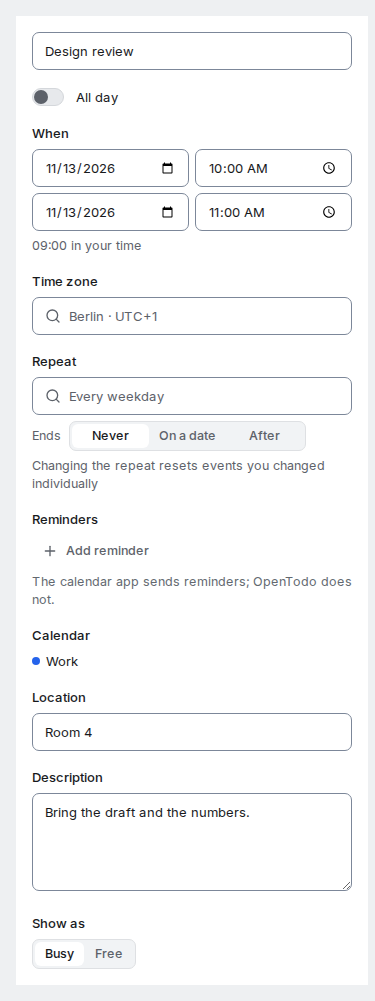 Design review
All day
When
11/13/2026
10:00 AM
11/13/2026
11:00 AM
09:00 in your time
Time zone
Berlin · UTC+1
Repeat
Every weekday
Ends
Never
On a date
After
Changing the repeat resets events you changed
individually
Reminders
Add reminder
The calendar app sends reminders; OpenTodo does
not.
Calendar
Work
Location
Room 4
Description
Bring the draft and the numbers.
Show as
Busy
Free